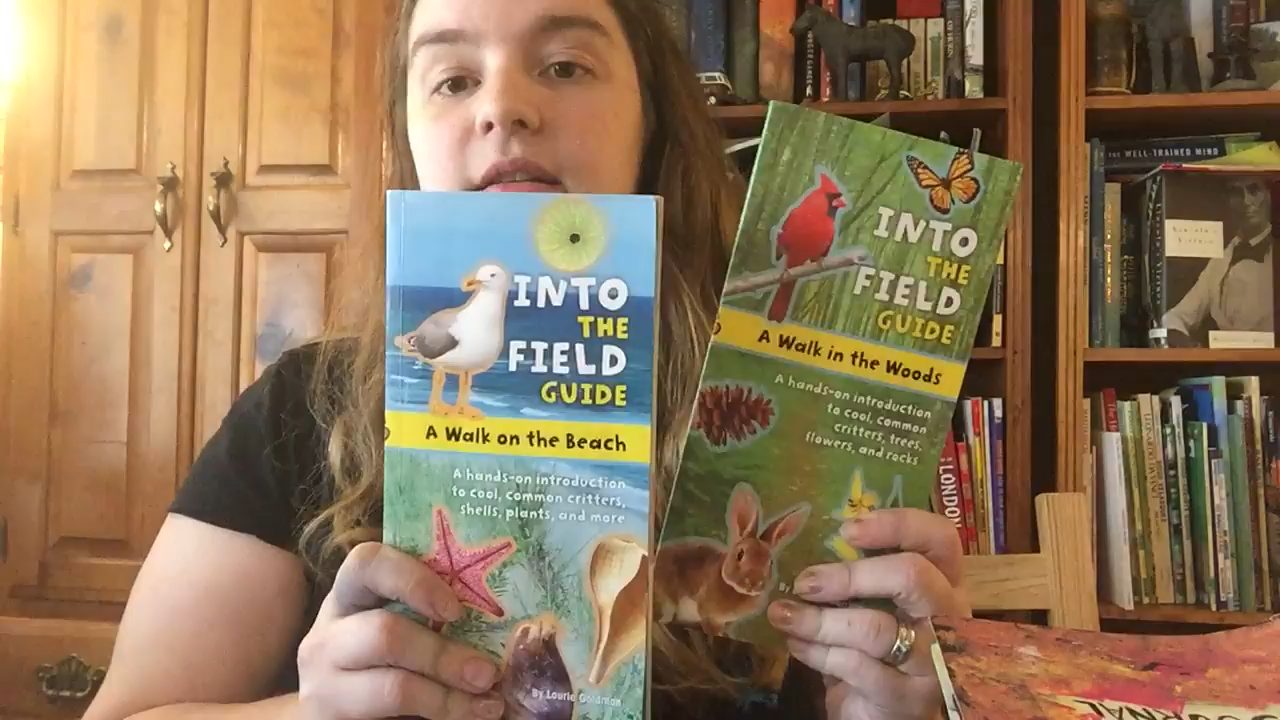 INTO
THE
FIELD
GUIDE
A Walk on the Beach
A hands-on introduction
to cool, common critters,
shells, plants, and more
By Lourie Goldman
INTO
THE
FIELD
GUIDE
A Walk in the Woods
A hands-on introduction
to cool, common
critters, trees,
flowers, and rocks
By
THE WELL-TRAINED MIND
LONDON